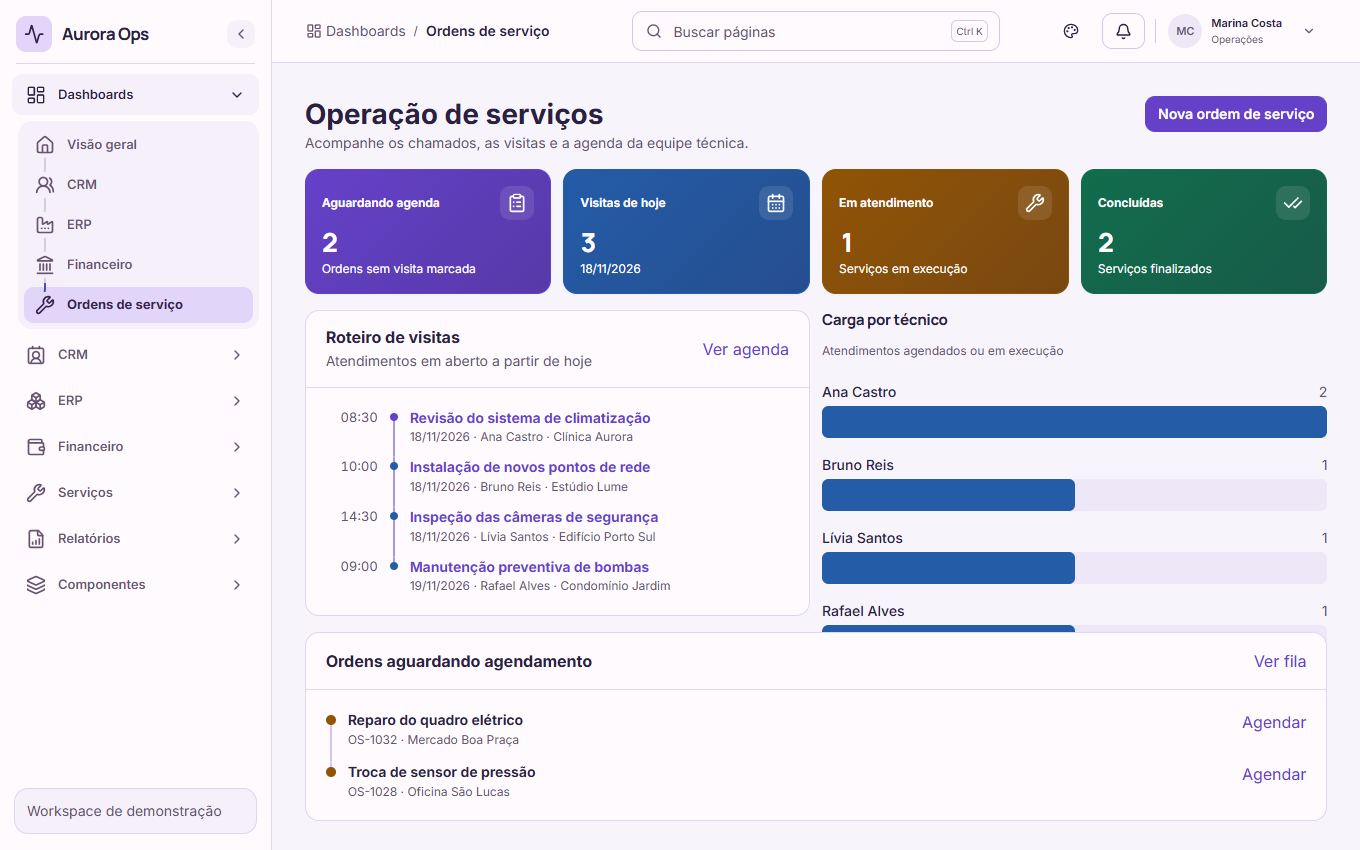 Aurora Ops
Dashboards
Visão geral
CRM
ERP
Financeiro
Ordens de serviço
CRM
ERP
Financeiro
Serviços
Relatórios
Componentes
Workspace de demonstração
Dashboards / Ordens de serviço
Buscar páginas
Ctrl K
MC
Marina Costa
Operações
Operação de serviços
Acompanhe os chamados, as visitas e a agenda da equipe técnica.
Nova ordem de serviço
Aguardando agenda
2
Ordens sem visita marcada
Visitas de hoje
3
18/11/2026
Em atendimento
1
Serviços em execução
Concluídas
2
Serviços finalizados
Roteiro de visitas
Atendimentos em aberto a partir de hoje
Ver agenda
08:30
Revisão do sistema de climatização
18/11/2026 · Ana Castro · Clínica Aurora
10:00
Instalação de novos pontos de rede
18/11/2026 · Bruno Reis · Estúdio Lume
14:30
Inspeção das câmeras de segurança
18/11/2026 · Lívia Santos · Edifício Porto Sul
09:00
Manutenção preventiva de bombas
19/11/2026 · Rafael Alves · Condomínio Jardim
Carga por técnico
Atendimentos agendados ou em execução
Ana Castro 2
Bruno Reis 1
Lívia Santos 1
Rafael Alves 1
Ordens aguardando agendamento
Ver fila
Reparo do quadro elétrico
OS-1032 · Mercado Boa Praça
Agendar
Troca de sensor de pressão
OS-1028 · Oficina São Lucas
Agendar